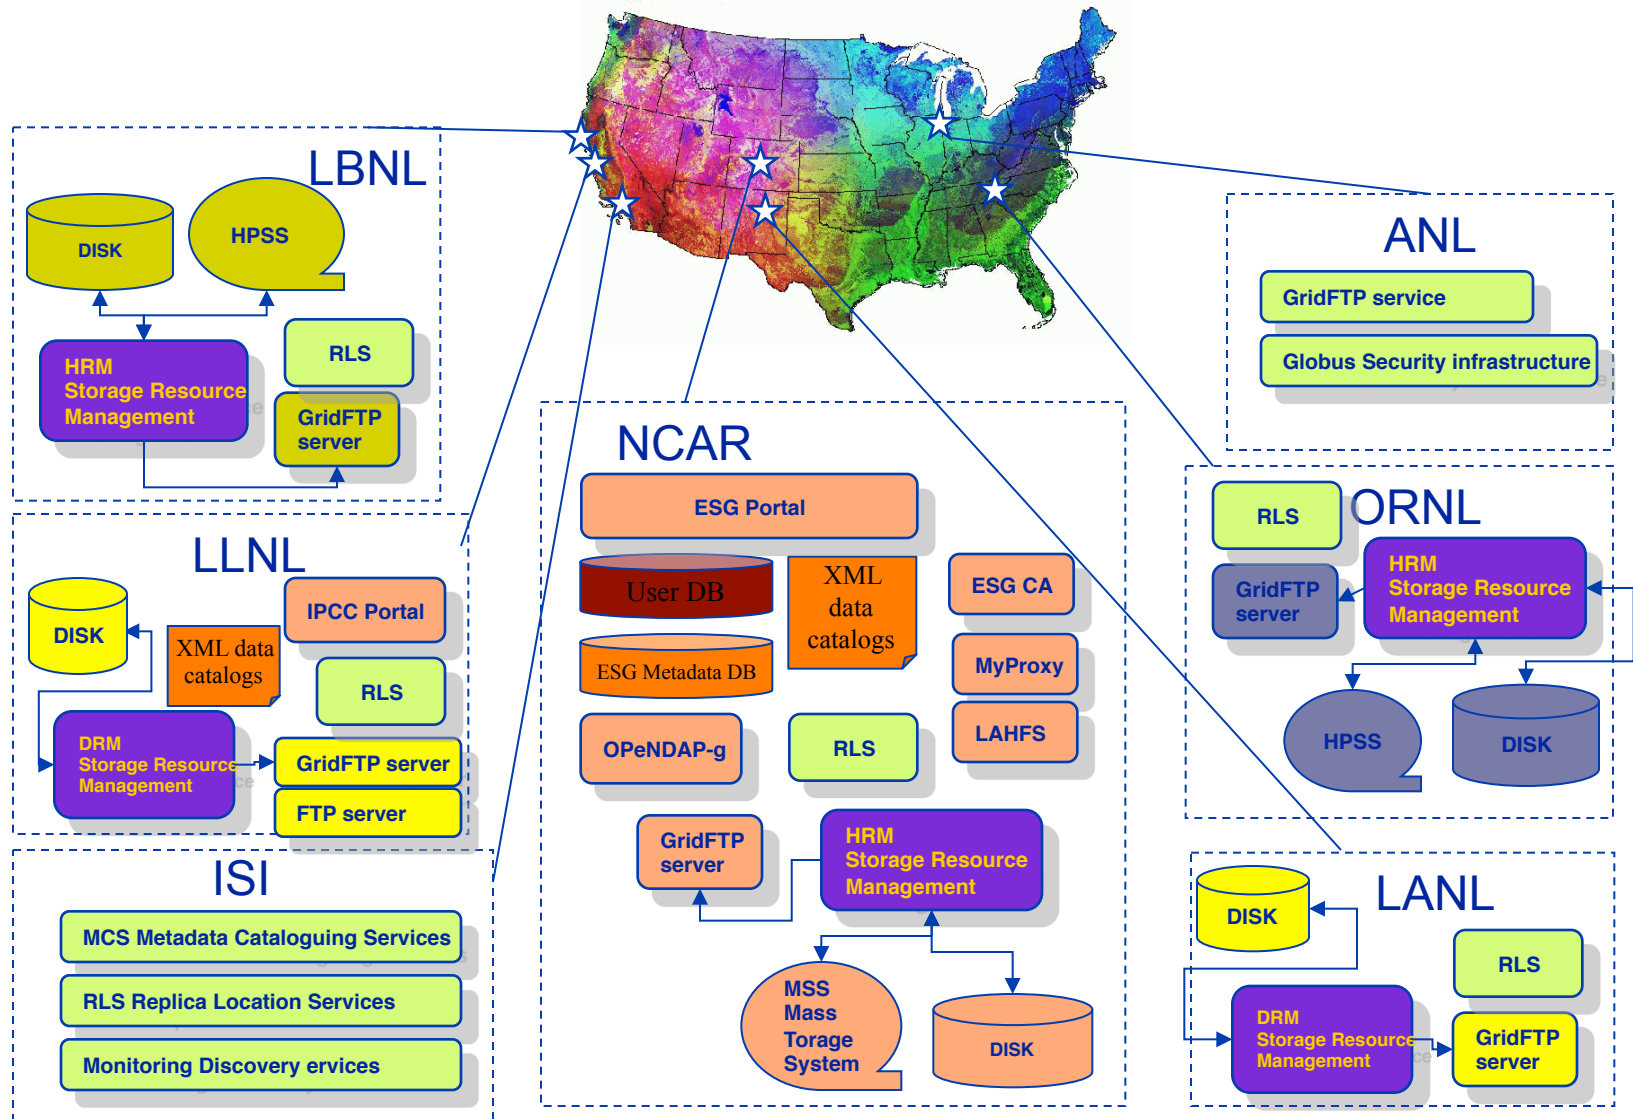 LBNL
DISK
HPSS
HRM
Storage Resource
Management
RLS
GridFTP
server
LLNL
DISK
XML data
catalogs
IPCC Portal
RLS
DRM
Storage Resource
Management
GridFTP server
FTP server
ISI
MCS Metadata Cataloguing Services
RLS Replica Location Services
Monitoring Discovery ervices
NCAR
ESG Portal
User DB
ESG Metadata DB
XML
data
catalogs
ESG CA
MyProxy
LAHFS
OPeNDAP-g
RLS
GridFTP
server
HRM
Storage Resource
Management
MSS
Mass
Torage
System
DISK
ANL
GridFTP service
Globus Security infrastructure
ORNL
RLS
GridFTP
server
HRM
Storage Resource
Management
HPSS
DISK
LANL
DISK
RLS
DRM
Storage Resource
Management
GridFTP
server